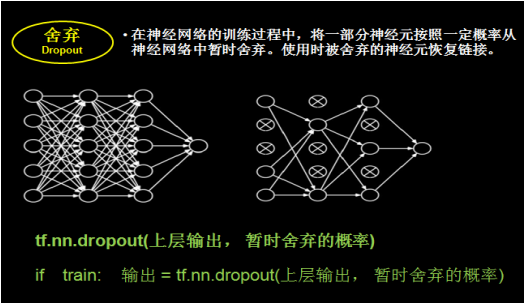 舍弃
Dropout
• 在神经网络的训练过程中，将一部分神经元按照一定概率从
神经网络中暂时舍弃。使用时被舍弃的神经元恢复链接。
tf.nn.dropout(上层输出， 暂时舍弃的概率)
if train: 输出 = tf.nn.dropout(上层输出， 暂时舍弃的概率)